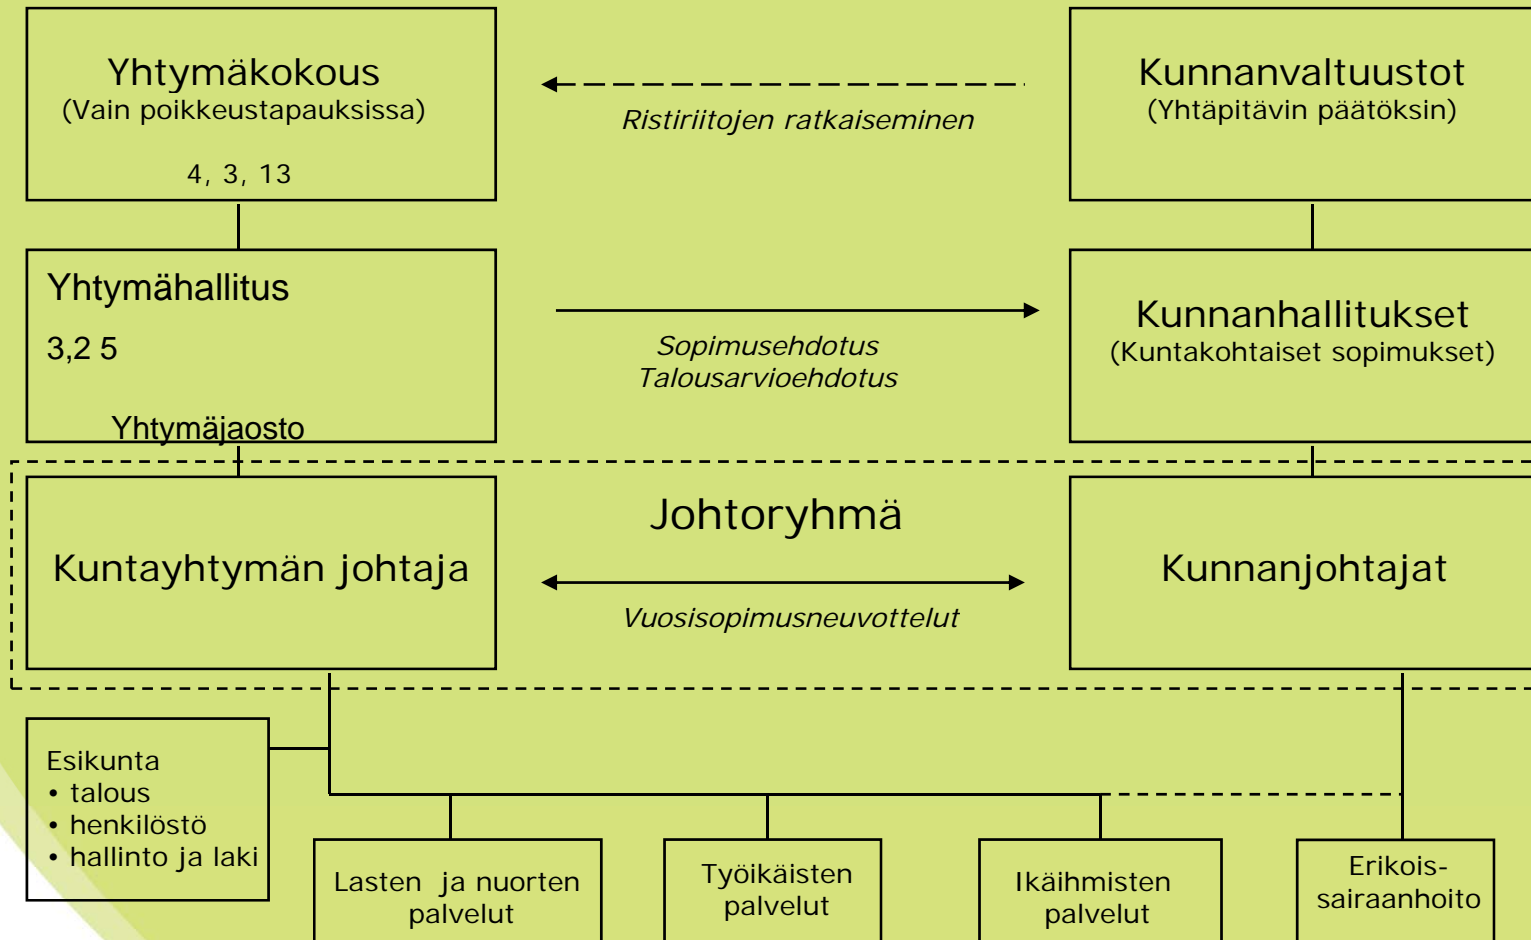 Yhtymäkokous
(Vain poikkeustapauksissa)
4, 3, 13
Ristiriitojen ratkaiseminen
Kunnanvaltuustot
(Yhtäpitävin päätöksin)
Yhtymähallitus
3,2 5
Yhtymäjaosto
Sopimusehdotus
Talousarvioehdotus
Kunnanhallitukset
(Kuntakohtaiset sopimukset)
Johtoryhmä
Kuntayhtymän johtaja
Vuosisopimusneuvottelut
Kunnanjohtajat
Esikunta
• talous
• henkilöstö
• hallinto ja laki
Lasten ja nuorten
palvelut
Työikäisten
palvelut
Ikäihmisten
palvelut
Erikois-
sairaanhoito